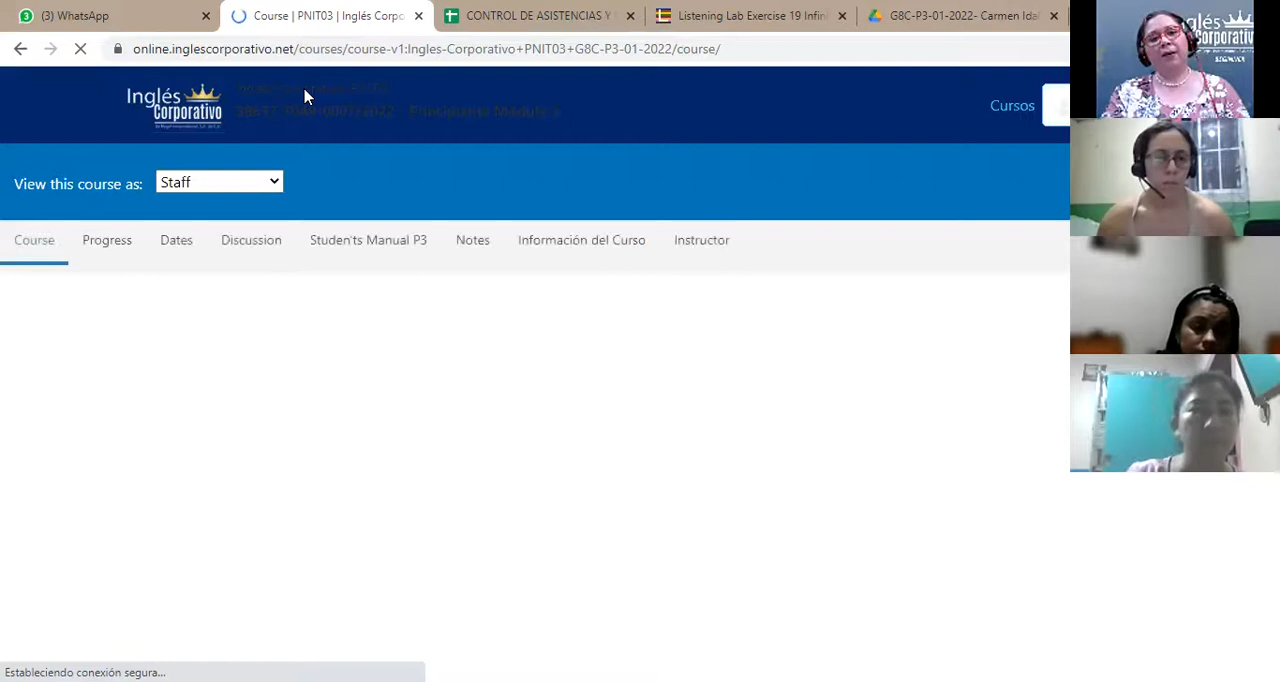 (3) WhatsApp
Course | PNIT03 | Inglés Corpo
CONTROL DE ASISTENCIAS Y
Listening Lab Exercise 19 Infin
G8C-P3-01-2022- Carmen Ida
online.inglescorporativo.net/courses/course-v1:Ingles-Corporativo+PNIT03+G8C-P3-01-2022/course/
Inglés
Corporativo
Cursos
View this course as:
Staff
Course
Progress
Dates
Discussion
Studen'ts Manual P3
Notes
Información del Curso
Instructor
Estableciendo conexión segura...
Inglés
Corporativo